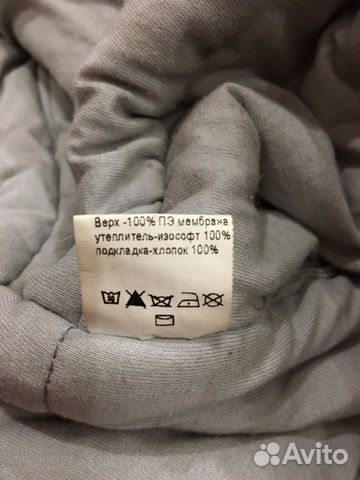 Верх -100% ПЭ мембрана
утеплитель-изософт 100%
подкладка-хлопок 100%
Avito